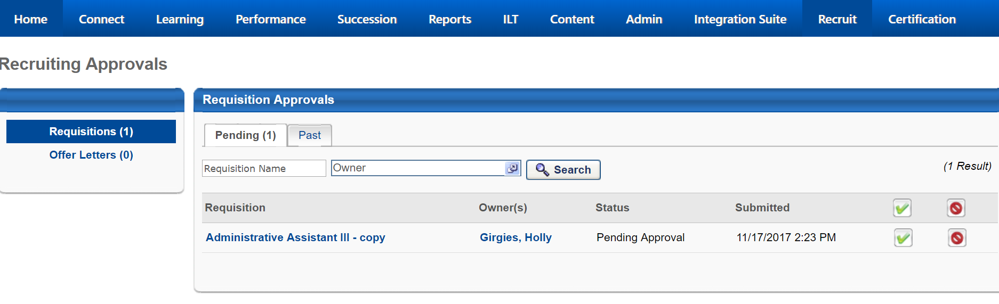 Home Connect Learning Performance Succession Reports ILT Content Admin Integration Suite Recruit Certification
Recruiting Approvals
Requisition Approvals
Requisitions (1)
Offer Letters (0)
Pending (1) Past
Requisition Name Owner Search (1 Result)
Requisition Owner(s) Status Submitted
Administrative Assistant III - copy Girgies, Holly Pending Approval 11/17/2017 2:23 PM